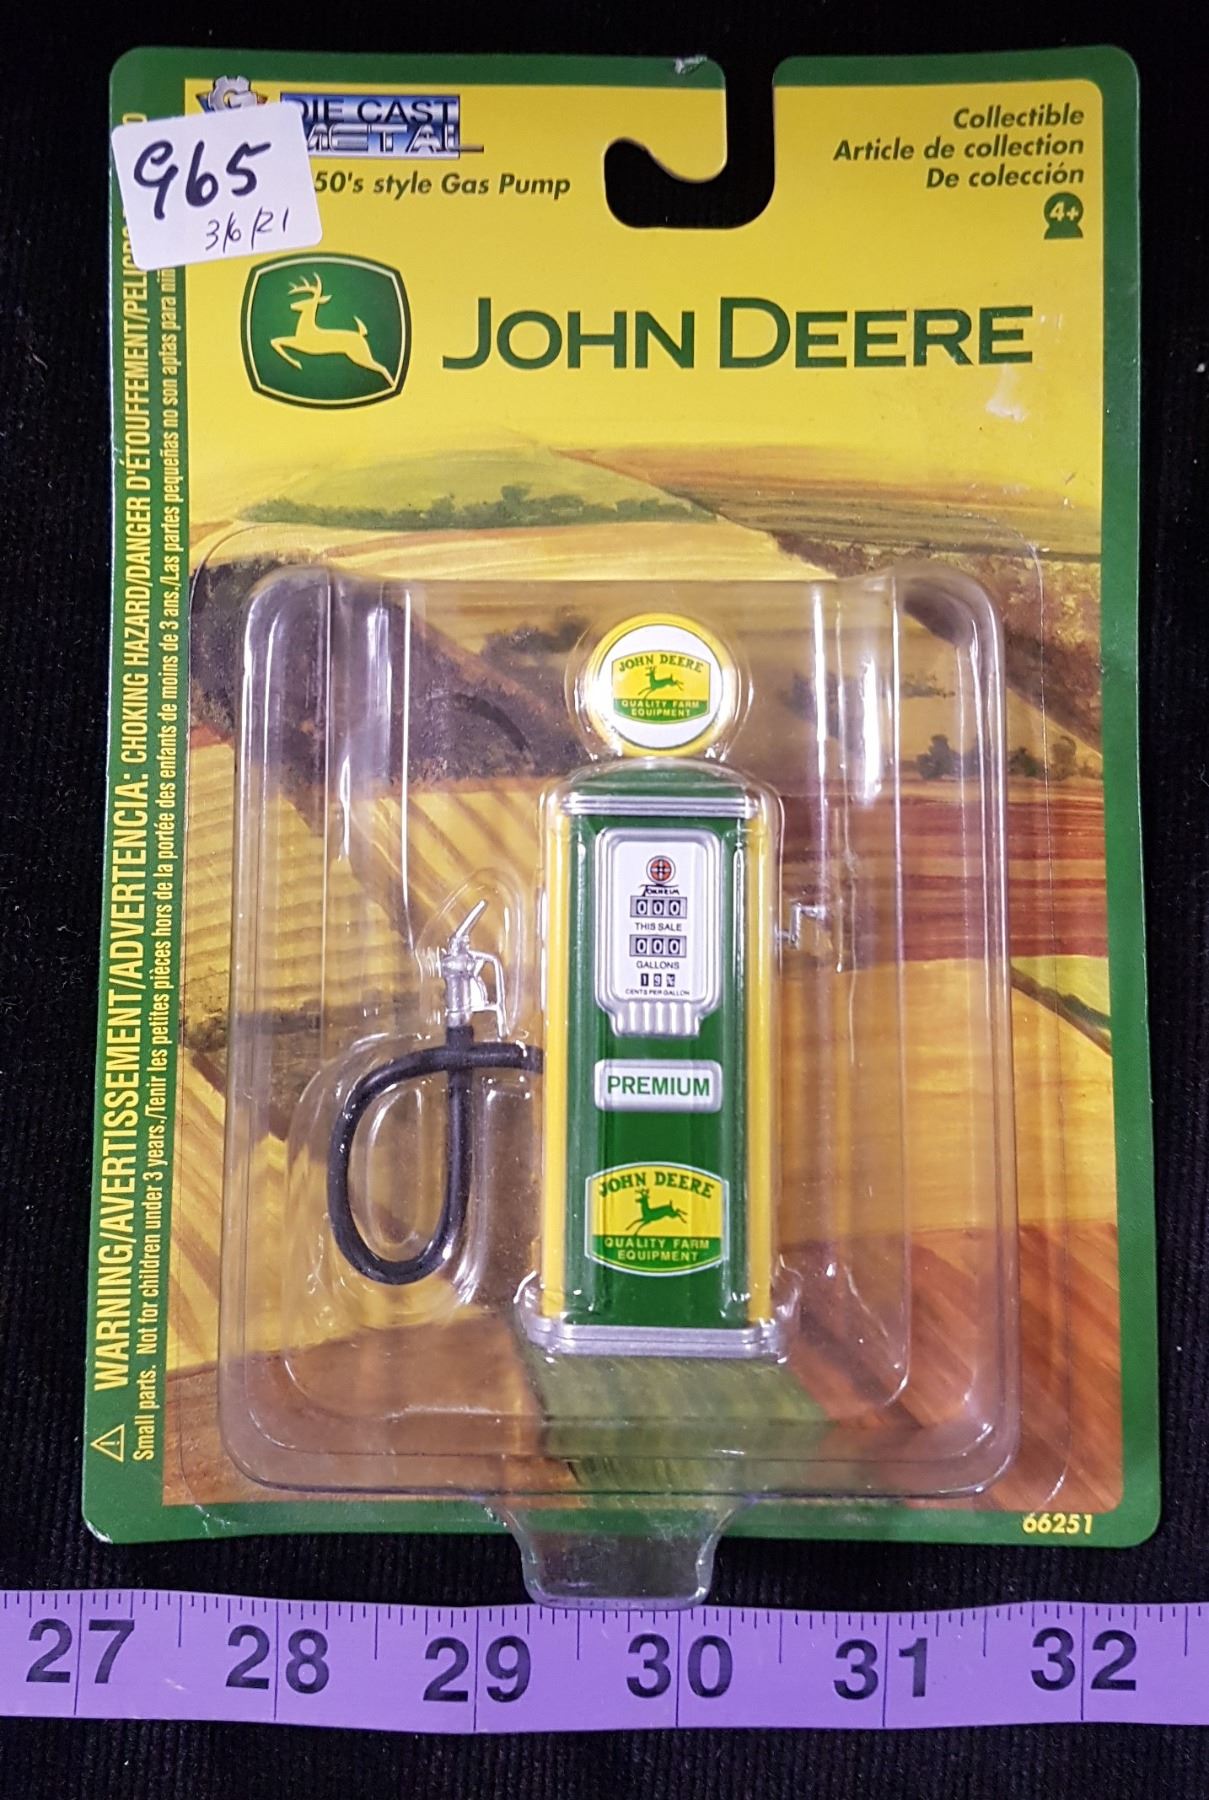 DIE CAST
METAL
50's style Gas Pump
965
3/6/21
Collectible
Article de collection
De colección
4+
JOHN DEERE
WARNING/AVERTISSEMENT/ADVERTENCIA: CHOKING HAZARD/DANGER D'ÉTOUFFEMENT/
Small parts. Not for children under 3 years./Tenir les petites pièces hors de la portée des enfants de moins de 3 ans./Las partes pequeñas no son aptas para
JOHN DEERE
QUALITY FARM
EQUIPMENT
TOKHEIM
000
THIS SALE
000
GALLONS
CENTS PER GALLON
PREMIUM
JOHN DEERE
QUALITY FARM
EQUIPMENT
66251
27 28 29 30 31 32